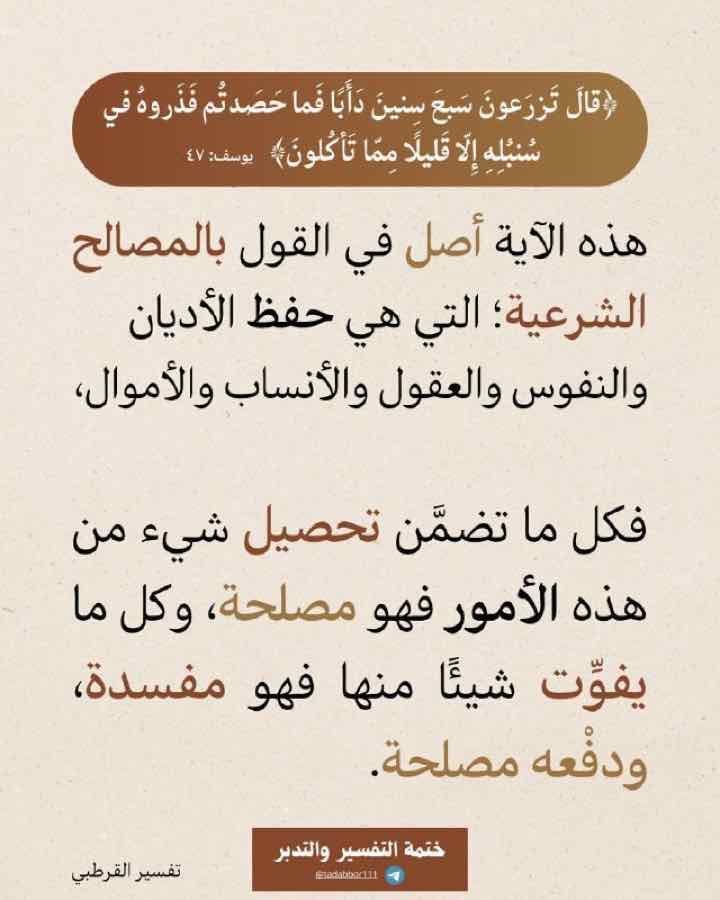 ﴿قالَ تَزرَعونَ سَبعَ سِنينَ دَأَبًا فَما حَصَدتُم فَذَروهُ في
سُنبُلِهِ إِلّا قَليلًا مِمّا تَأكُلونَ﴾ يوسف: ٤٧
هذه الآية أصل في القول بالمصالح
الشرعية؛ التي هي حفظ الأديان
والنفوس والعقول والأنساب والأموال،
فكل ما تضمَّن تحصيل شيء من
هذه الأمور فهو مصلحة، وكل ما
يفوِّت شيئًا منها فهو مفسدة،
ودفْعه مصلحة.
ختمة التفسير والتدبر
@tadabbor111
تفسير القرطبي